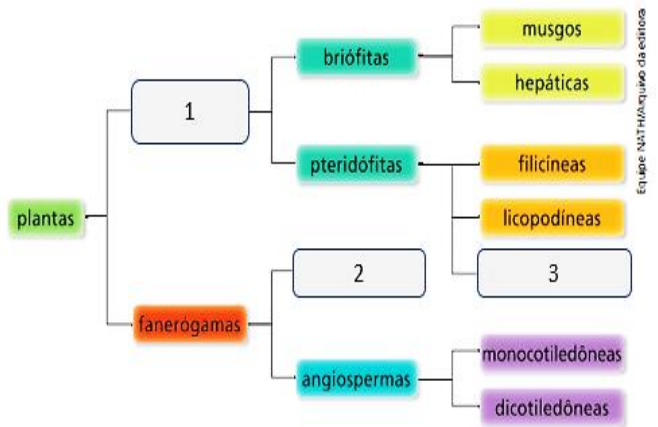 musgos
briófitas
hepáticas
1
pteridófitas
filicíneas
licopodíneas
3
plantas
2
fanerógamas
angiospermas
monocotiledôneas
dicotiledôneas
Equipe NATH/Arquivo da editora